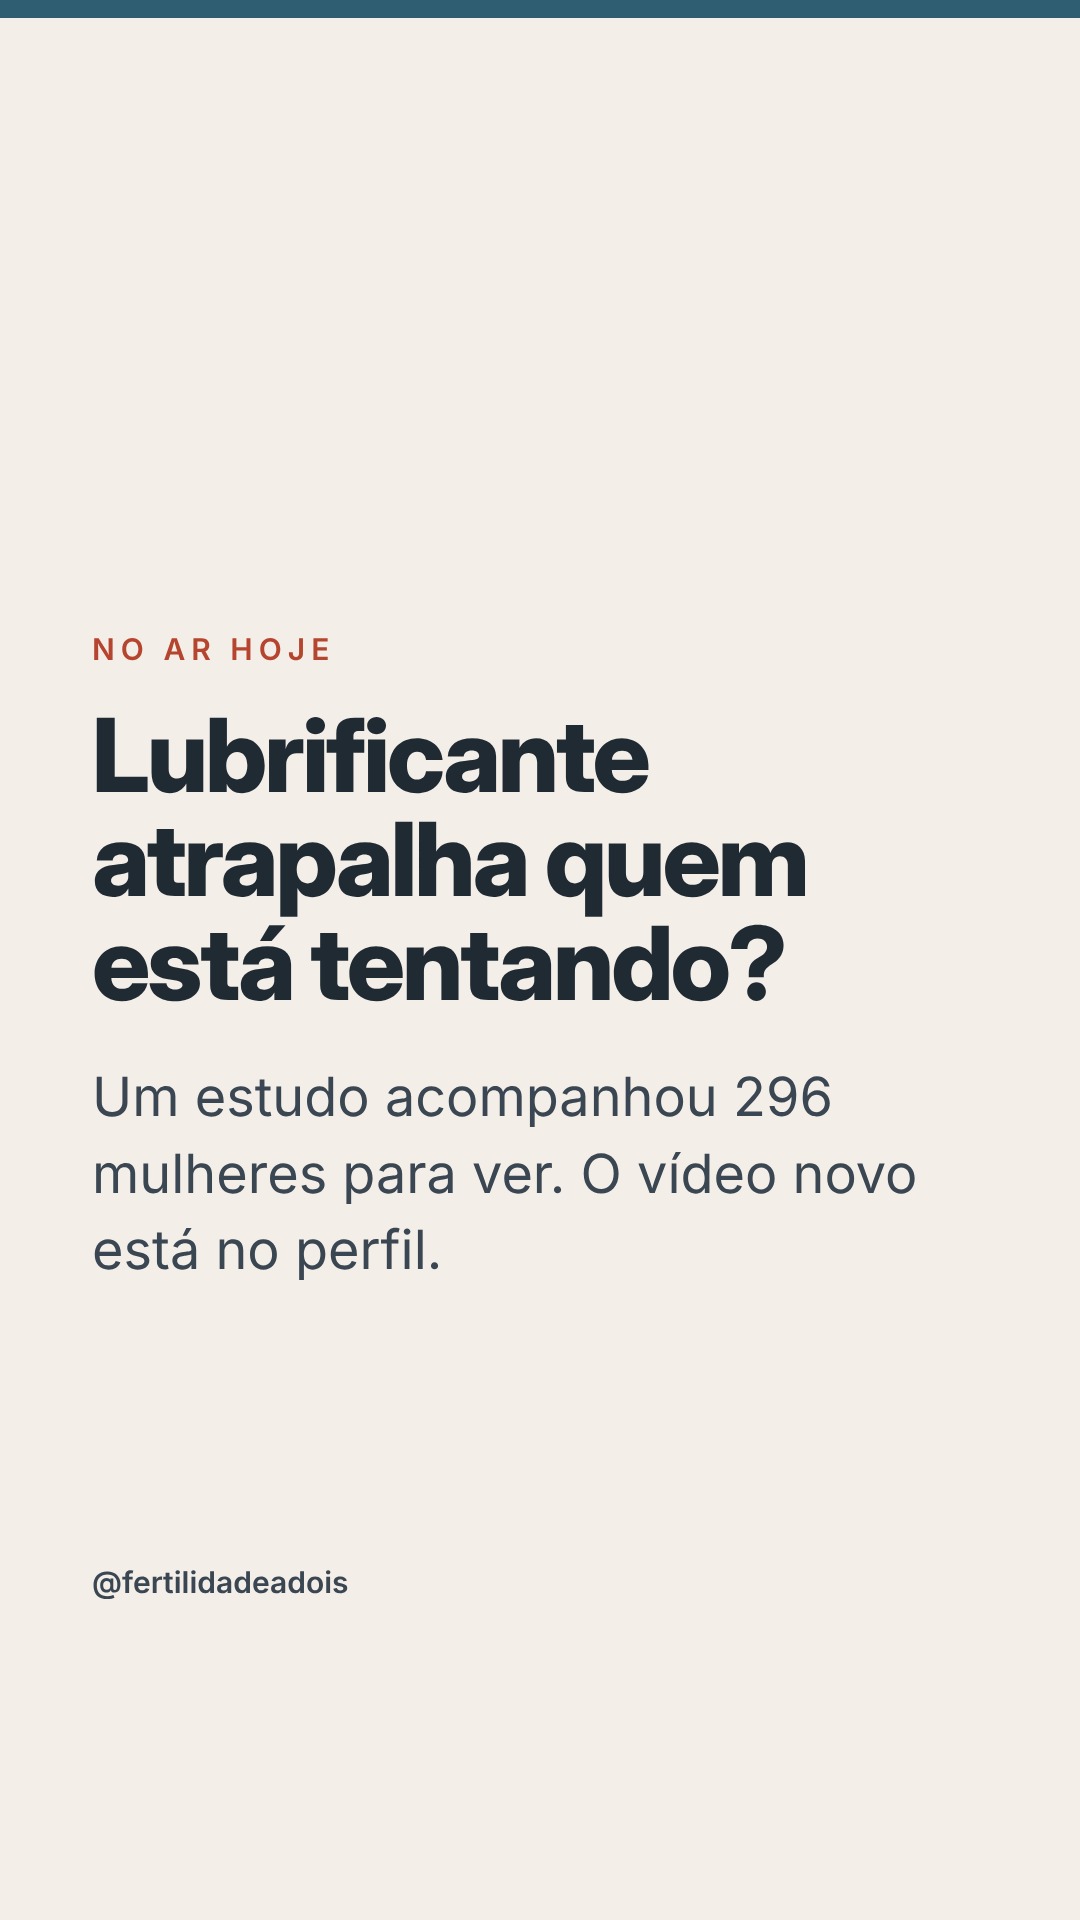 NO AR HOJE
Lubrificante
atrapalha quem
está tentando?
Um estudo acompanhou 296
mulheres para ver. O vídeo novo
está no perfil.
@fertilidadeadois